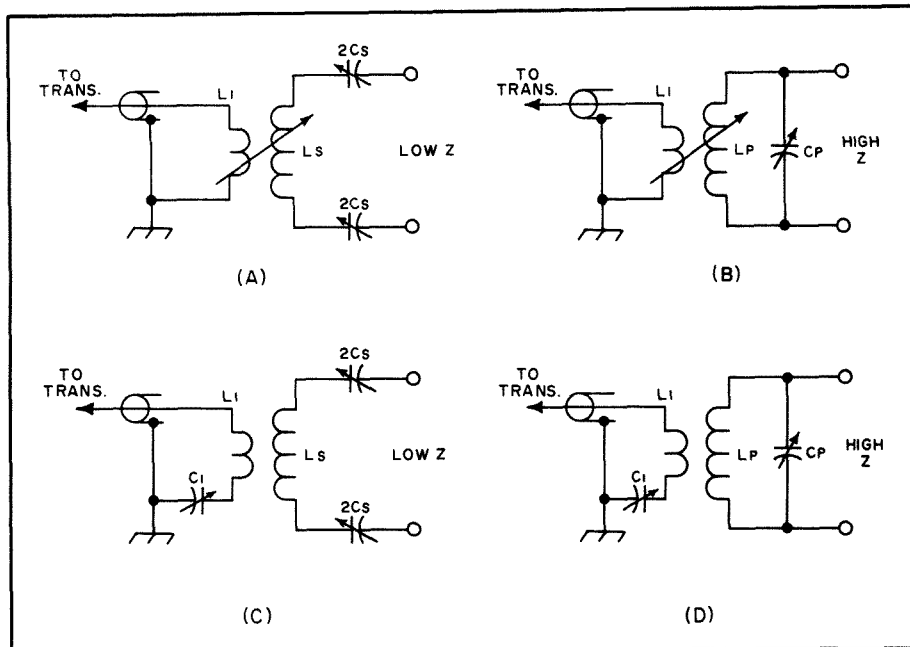 2Cs
TO
TRANS.
L1
Ls
LOW Z
2Cs
(A)
TO
TRANS.
L1
LP
CP
HIGH
Z
(B)
2Cs
TO
TRANS.
L1
C1
Ls
LOW Z
2Cs
(C)
TO
TRANS.
L1
C1
LP
CP
HIGH
Z
(D)